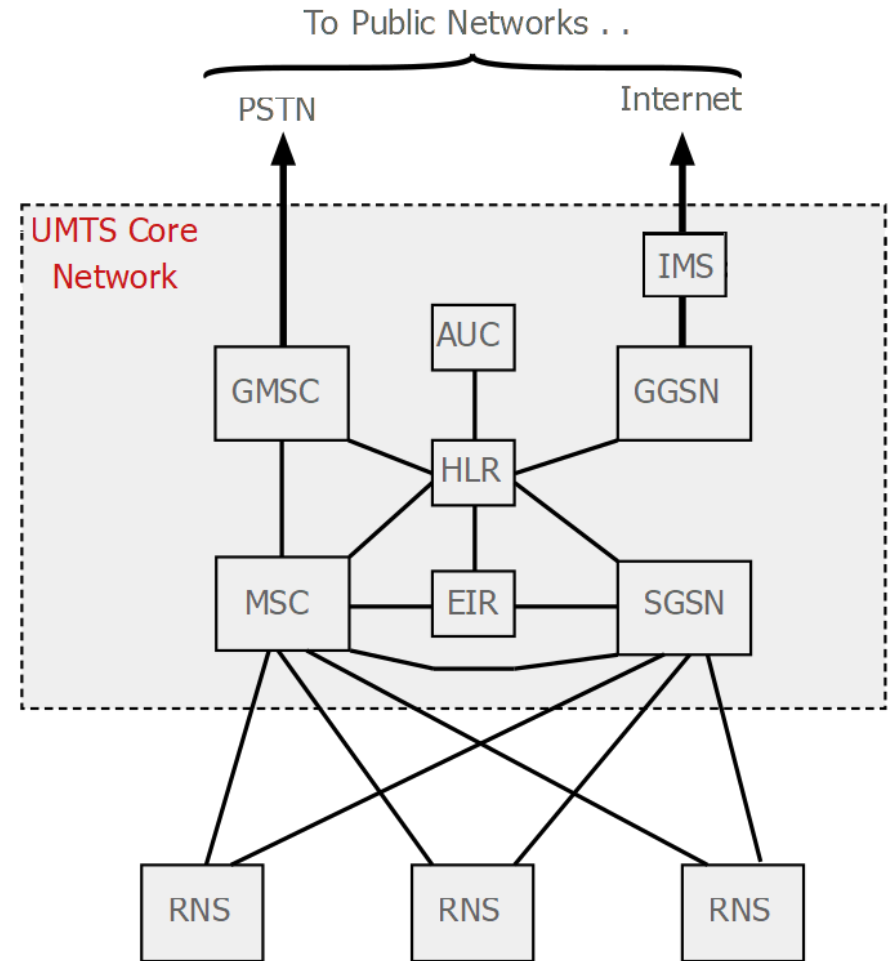 To Public Networks . .
PSTN
Internet
UMTS Core
Network
IMS
AUC
GMSC
GGSN
HLR
MSC
EIR
SGSN
RNS
RNS
RNS